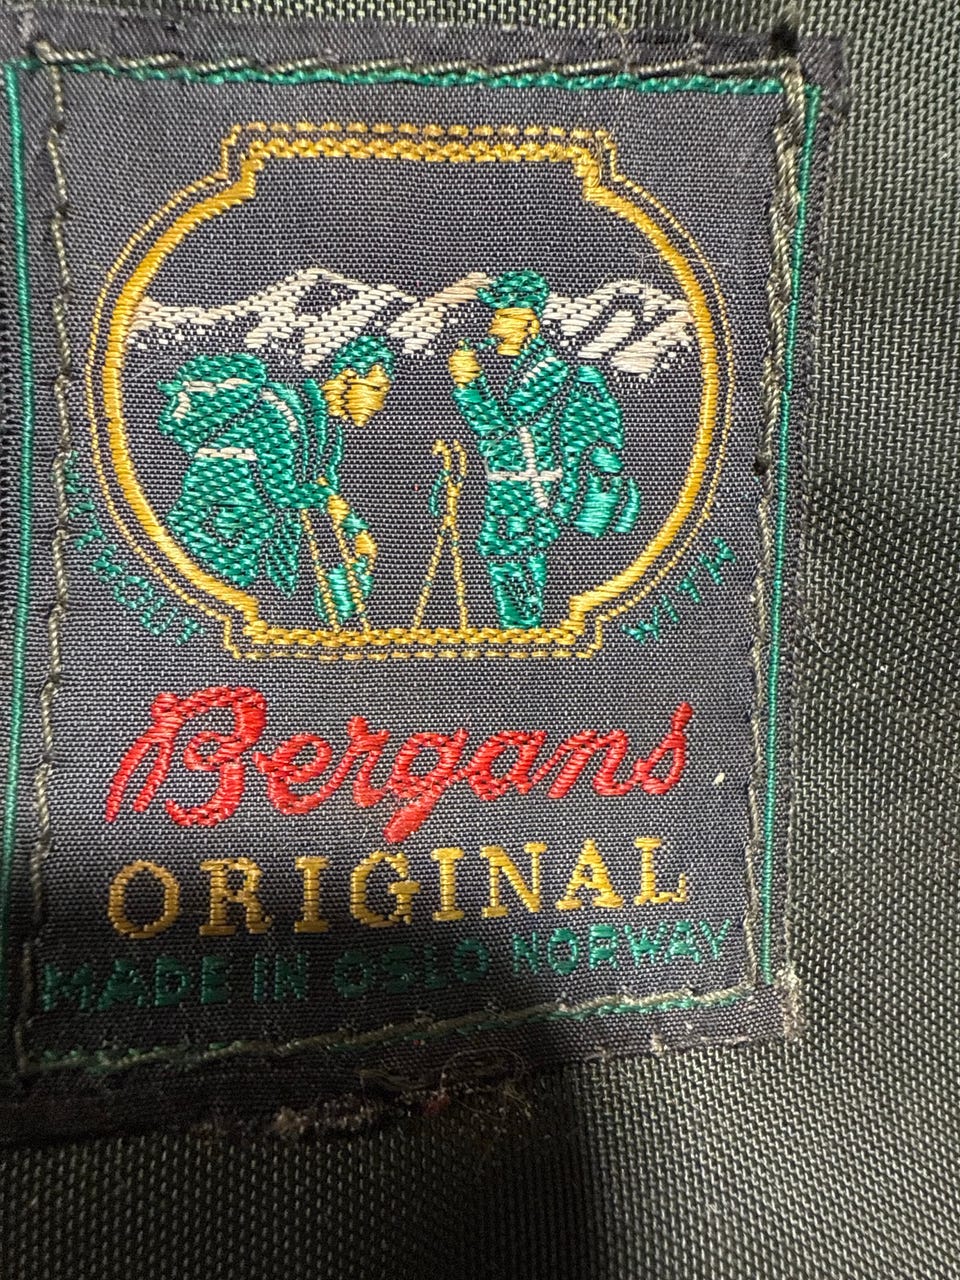 WITHOUT
WITH
Bergans
ORIGINAL
MADE IN OSLO NORWAY